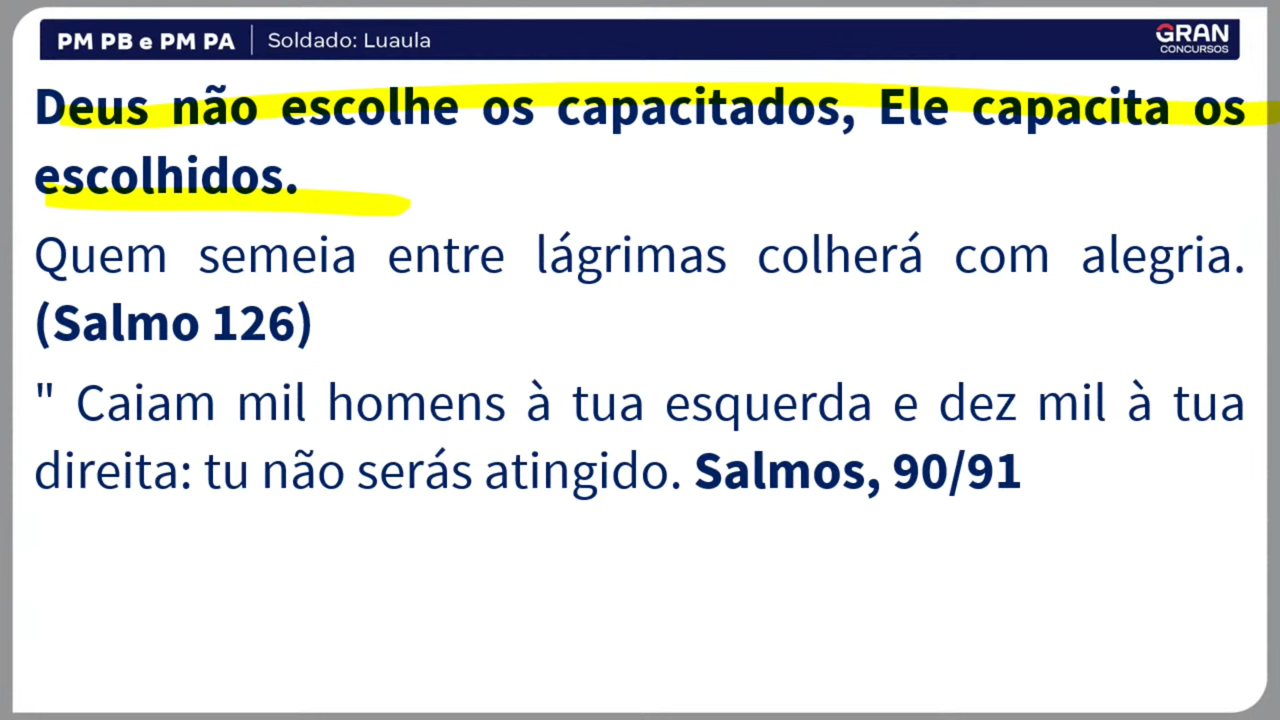 PM PB e PM PA | Soldado: Luaula
GRAN
CONCURSOS
Deus não escolhe os capacitados, Ele capacita os
escolhidos.
Quem semeia entre lágrimas colherá com alegria.
(Salmo 126)
" Caiam mil homens à tua esquerda e dez mil à tua
direita: tu não serás atingido. Salmos, 90/91